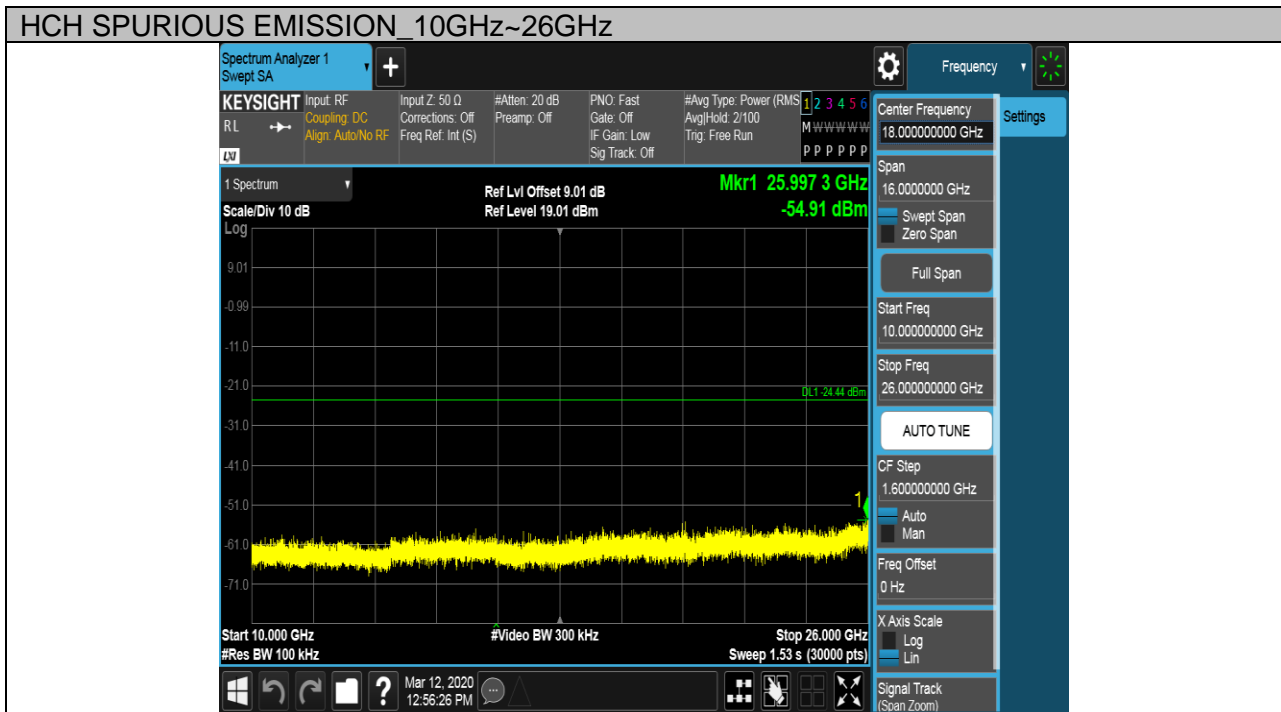 HCH SPURIOUS EMISSION_10GHz~26GHz
Spectrum Analyzer 1
Swept SA
+
Frequency
KEYSIGHT
RL
LXI
Input: RF
Coupling: DC
Align: Auto/No RF
Input Z: 50 Ω
Corrections: Off
Freq Ref: Int (S)
#Atten: 20 dB
Preamp: Off
PNO: Fast
Gate: Off
IF Gain: Low
Sig Track: Off
#Avg Type: Power (RMS
Avg|Hold: 2/100
Trig: Free Run
1 2 3 4 5 6
M W W W W W
P P P P P P
Center Frequency
18.000000000 GHz
Settings
1 Spectrum
Ref Lvl Offset 9.01 dB
Mkr1 25.997 3 GHz
Scale/Div 10 dB
Ref Level 19.01 dBm
-54.91 dBm
Log
9.01
-0.99
-11.0
-21.0
-31.0
-41.0
-51.0
-61.0
-71.0
DL1 -24.44 dBm
1
Start 10.000 GHz
#Video BW 300 kHz
Stop 26.000 GHz
#Res BW 100 kHz
Sweep 1.53 s (30000 pts)
Span
16.0000000 GHz
Swept Span
Zero Span
Full Span
Start Freq
10.000000000 GHz
Stop Freq
26.000000000 GHz
AUTO TUNE
CF Step
1.600000000 GHz
Auto
Man
Freq Offset
0 Hz
X Axis Scale
Log
Lin
Signal Track
(Span Zoom)
?
Mar 12, 2020
12:56:26 PM